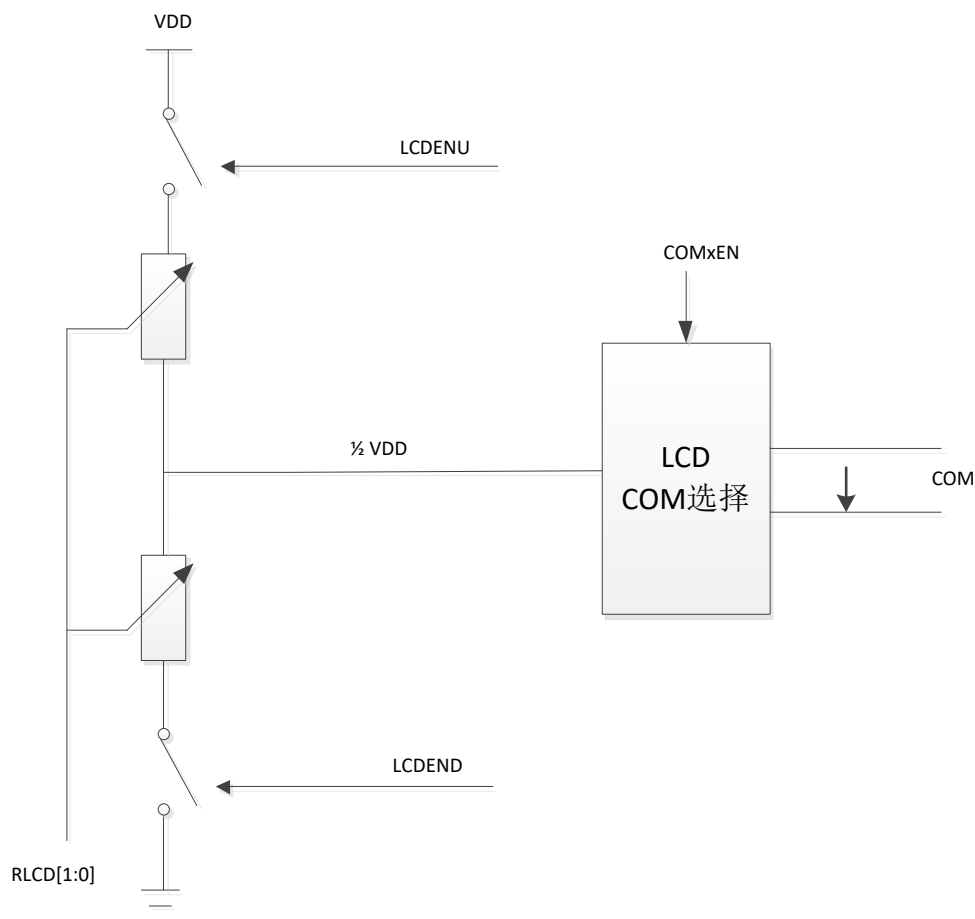 VDD
LCDENU
COMxEN
½ VDD
LCD
COM选择
COM
LCDEND
RLCD[1:0]